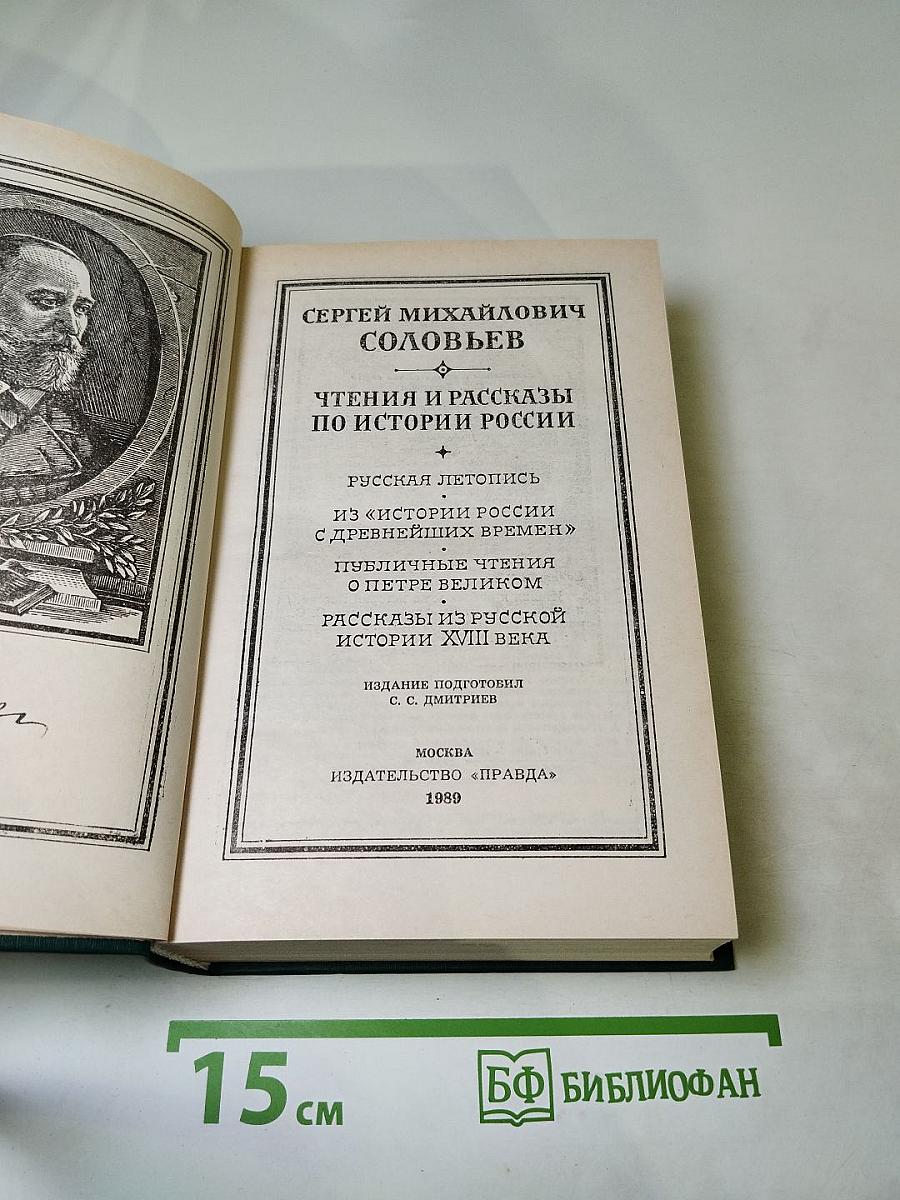 СЕРГЕЙ МИХАЙЛОВИЧ
СОЛОВЬЕВ
ЧТЕНИЯ И РАССКАЗЫ
ПО ИСТОРИИ РОССИИ
РУССКАЯ ЛЕТОПИСЬ
ИЗ «ИСТОРИИ РОССИИ
С ДРЕВНЕЙШИХ ВРЕМЕН»
ПУБЛИЧНЫЕ ЧТЕНИЯ
О ПЕТРЕ ВЕЛИКОМ
РАССКАЗЫ ИЗ РУССКОЙ
ИСТОРИИ XVIII ВЕКА
ИЗДАНИЕ ПОДГОТОВИЛ
С. С. ДМИТРИЕВ
МОСКВА
ИЗДАТЕЛЬСТВО «ПРАВДА»
1989
15 см
БФ БИБЛИОФАН